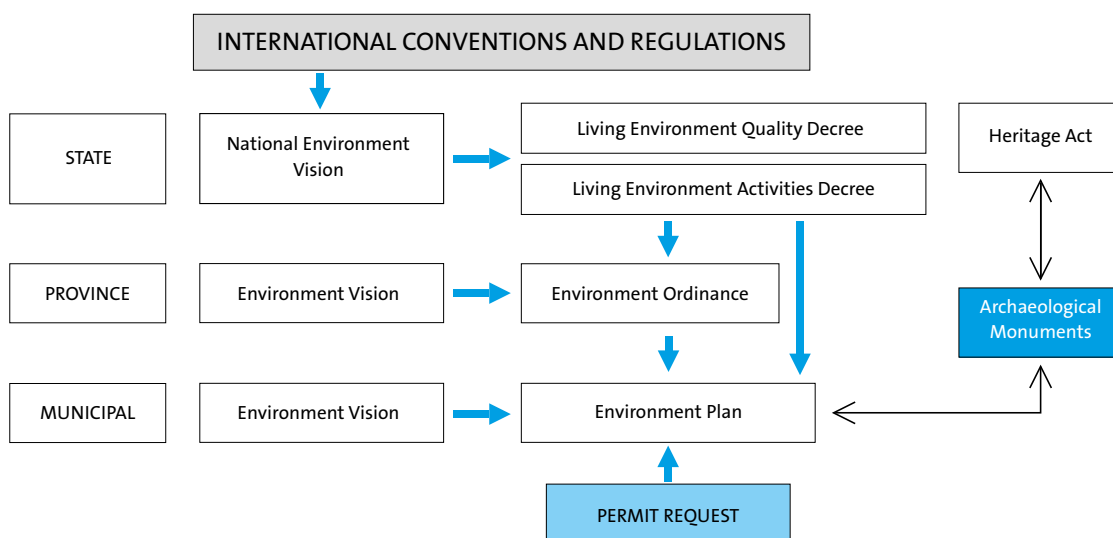 INTERNATIONAL CONVENTIONS AND REGULATIONS
STATE
National Environment
Vision
Living Environment Quality Decree
Living Environment Activities Decree
Heritage Act
PROVINCE
Environment Vision
Environment Ordinance
Archaeological
Monuments
MUNICIPAL
Environment Vision
Environment Plan
PERMIT REQUEST